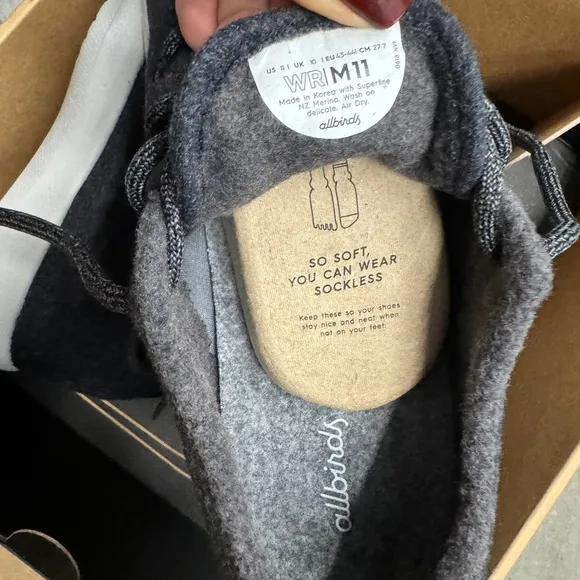 US 11 | UK 10 | EU 43-44 | CM 27.7
WR|M11
Made in Korea with Superfine
NZ Merino. Wash on
delicate. Air Dry.
allbirds
SO SOFT,
YOU CAN WEAR
SOCKLESS
Keep these so your shoes
stay nice and neat when
not on your feet.
allbirds